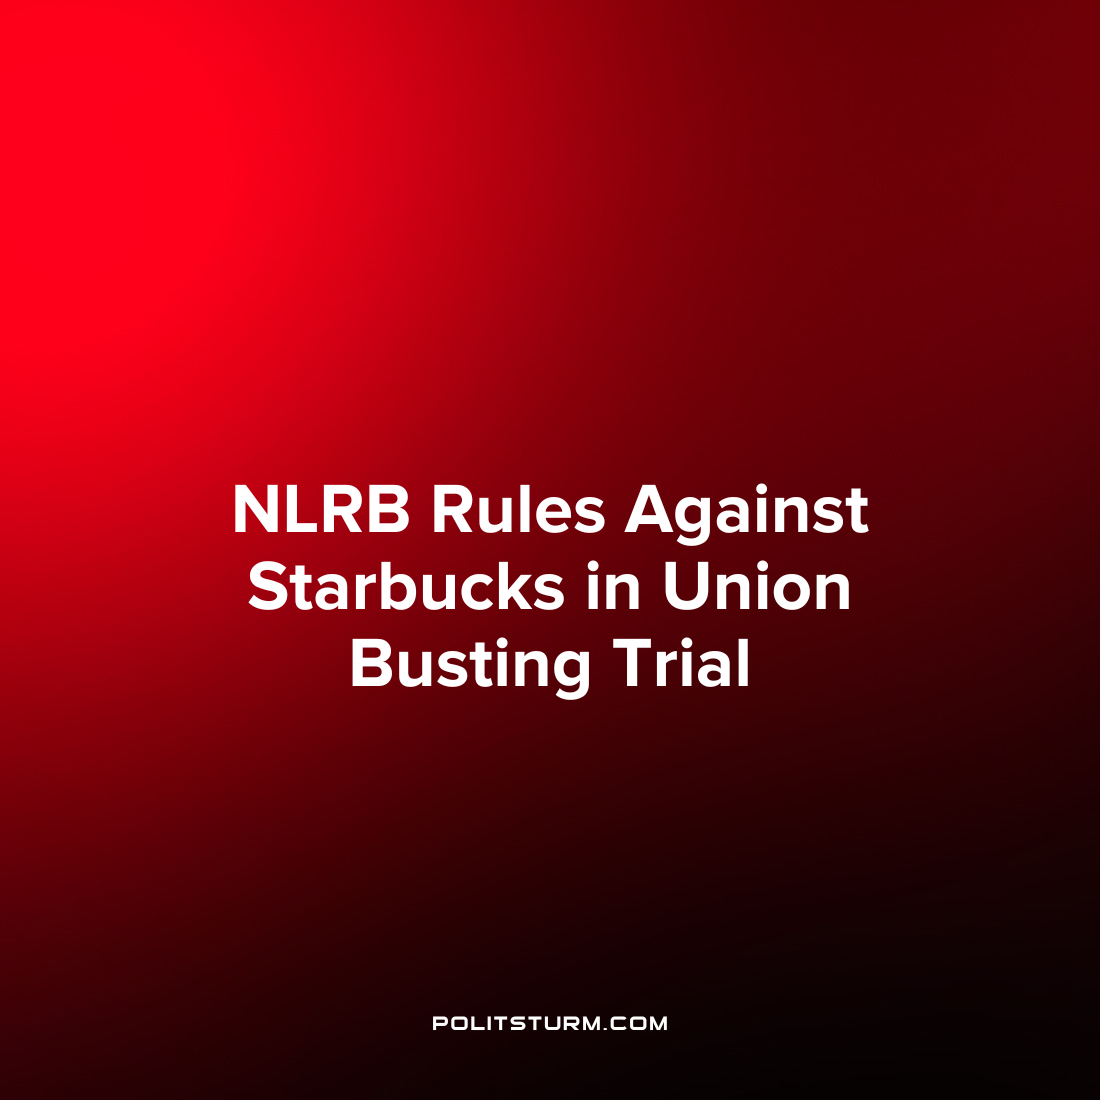 NLRB Rules Against
Starbucks in Union
Busting Trial
POLITSTURM.COM